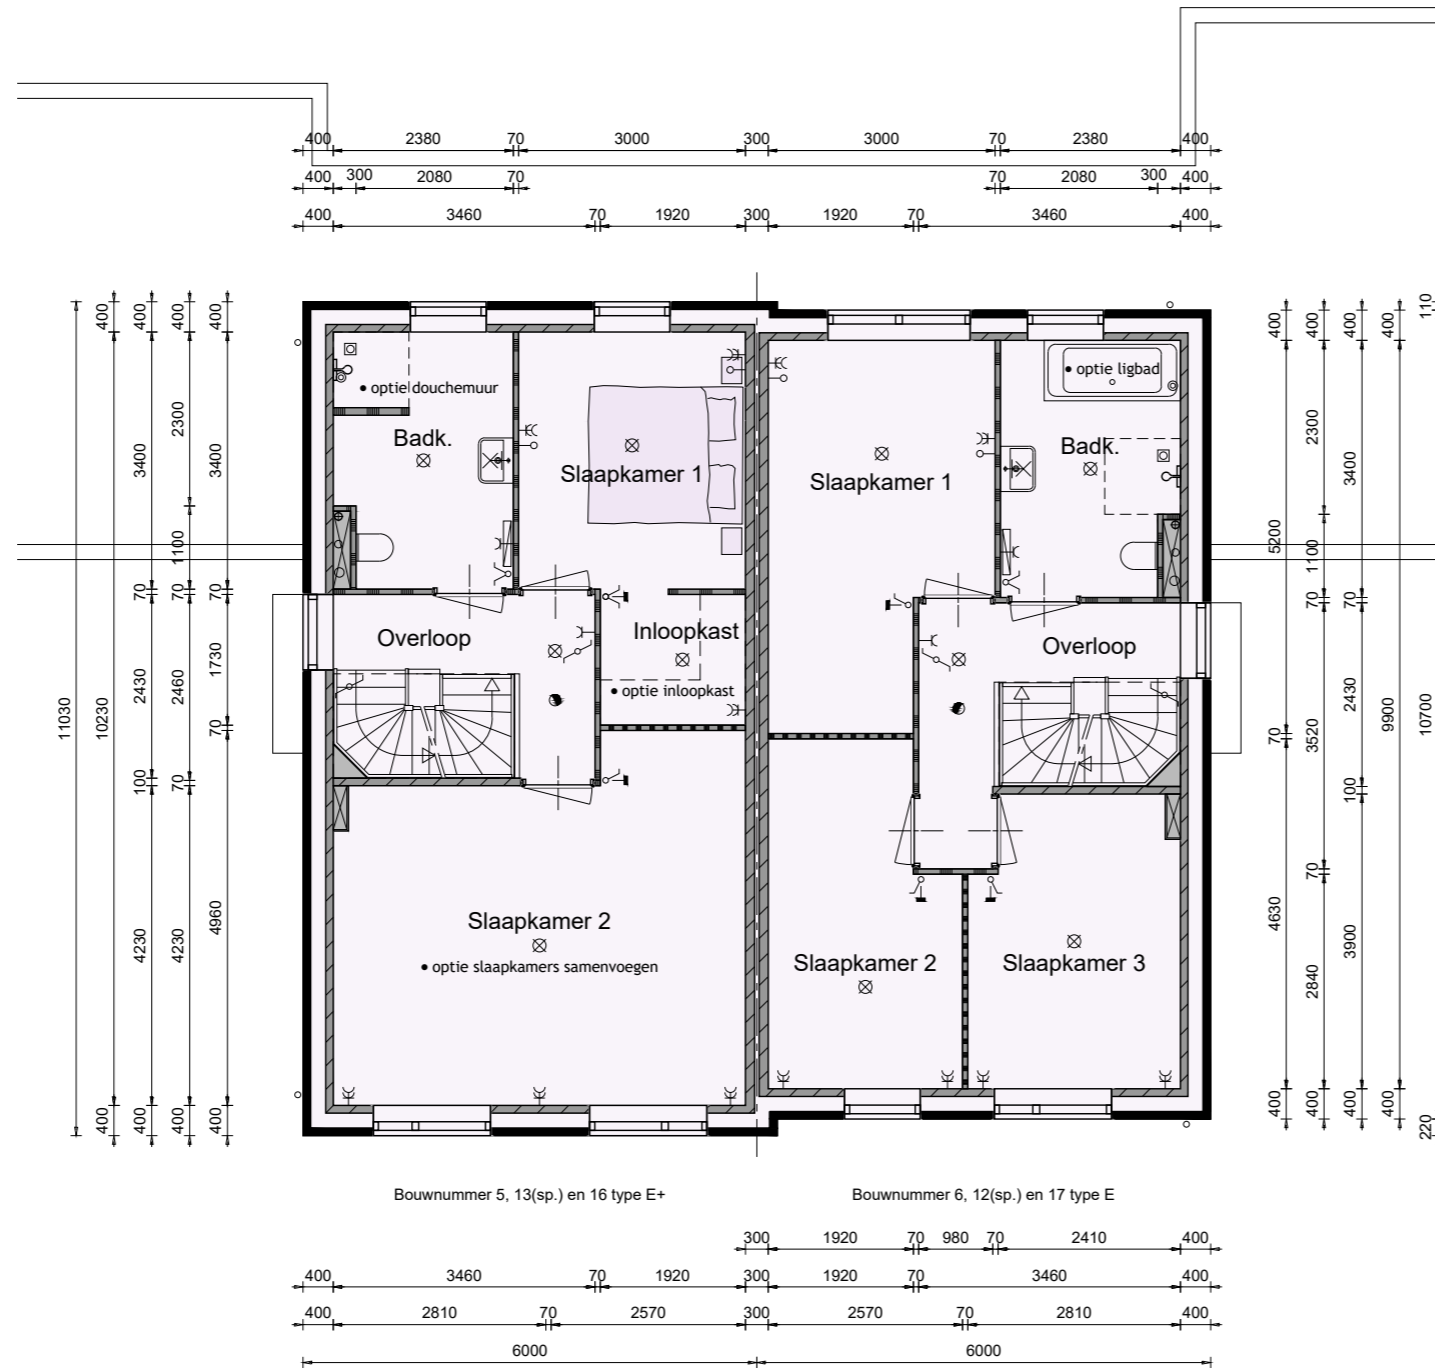 400 2380 70 3000 300 3000 70 2380 400
400 300 2080 70 70 2080 300 400
400 3460 70 1920 300 1920 70 3460 400
11030
400 10230 400
400 3400 70 2430 100 4230 400
400 2300 1100 70 2460 70 4230 400
400 3400 70 1730 70 4960 400
• optie douchemuur
Badk.
Slaapkamer 1
Overloop
Inloopkast
• optie inloopkast
Slaapkamer 2
• optie slaapkamers samenvoegen
• optie ligbad
Badk.
Slaapkamer 1
Overloop
Slaapkamer 2
Slaapkamer 3
400 5200 70 4630 400
400 2300 1100 70 3520 70 2840 400
400 3400 70 2430 100 3900 400
400 9900 400
110 10700 220
Bouwnummer 5, 13(sp.) en 16 type E+
Bouwnummer 6, 12(sp.) en 17 type E
300 1920 70 980 70 2410 400
400 3460 70 1920 300 1920 70 3460 400
400 2810 70 2570 300 2570 70 2810 400
6000 6000